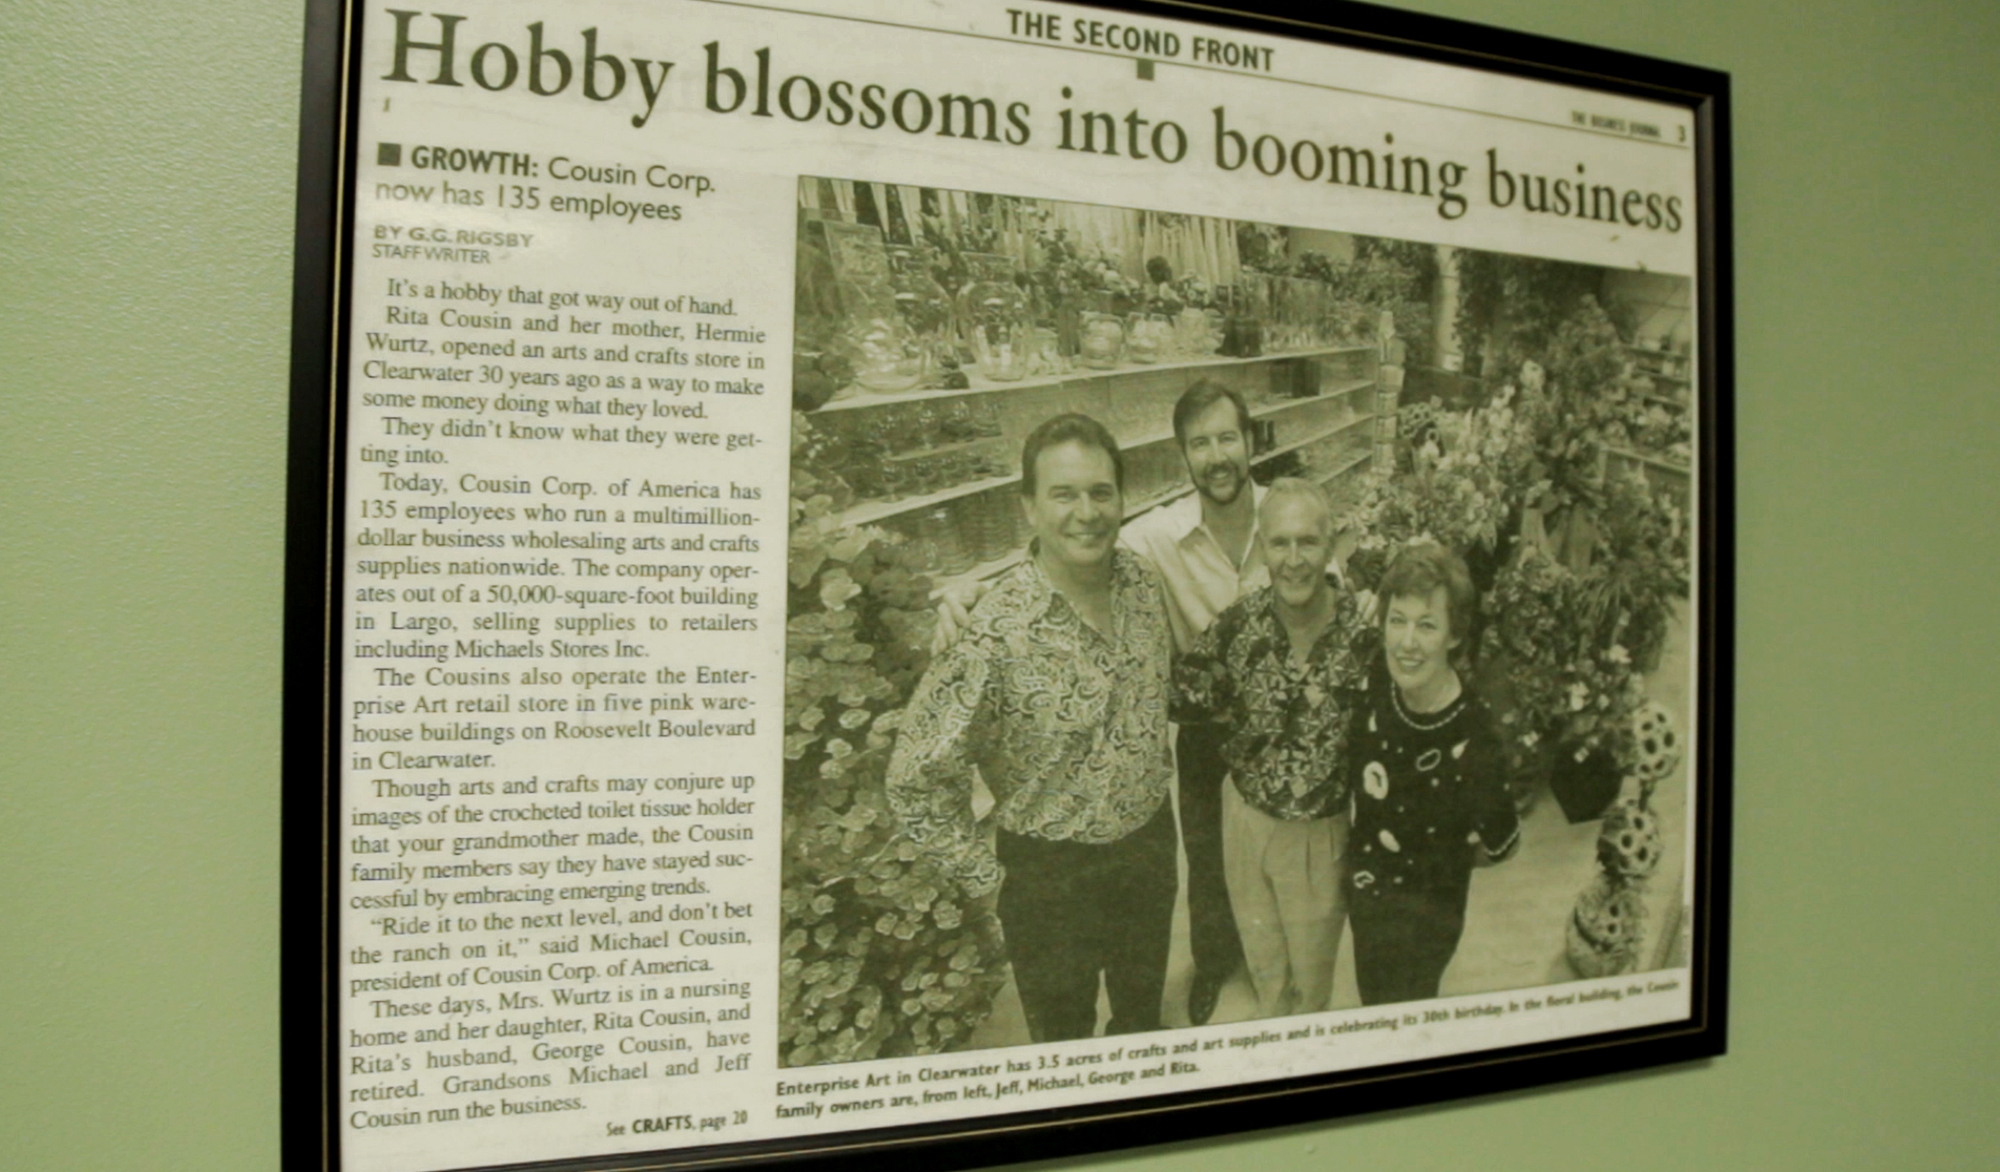 THE SECOND FRONT
THE BUSINESS JOURNAL 3
Hobby blossoms into booming business
■ GROWTH: Cousin Corp.
now has 135 employees
BY G.G. RIGSBY
STAFF WRITER
It's a hobby that got way out of hand.
Rita Cousin and her mother, Hermie
Wurtz, opened an arts and crafts store in
Clearwater 30 years ago as a way to make
some money doing what they loved.
They didn't know what they were get-
ting into.
Today, Cousin Corp. of America has
135 employees who run a multimillion-
dollar business wholesaling arts and crafts
supplies nationwide. The company oper-
ates out of a 50,000-square-foot building
in Largo, selling supplies to retailers
including Michaels Stores Inc.
The Cousins also operate the Enter-
prise Art retail store in five pink ware-
house buildings on Roosevelt Boulevard
in Clearwater.
Though arts and crafts may conjure up
images of the crocheted toilet tissue holder
that your grandmother made, the Cousin
family members say they have stayed suc-
cessful by embracing emerging trends.
“Ride it to the next level, and don't bet
the ranch on it,” said Michael Cousin,
president of Cousin Corp. of America.
These days, Mrs. Wurtz is in a nursing
home and her daughter, Rita Cousin, and
Rita's husband, George Cousin, have
retired. Grandsons Michael and Jeff
Cousin run the business.
See CRAFTS, page 20
Enterprise Art in Clearwater has 3.5 acres of crafts and art supplies and is celebrating its 30th birthday. In the floral building, the Cousin
family owners are, from left, Jeff, Michael, George and Rita.